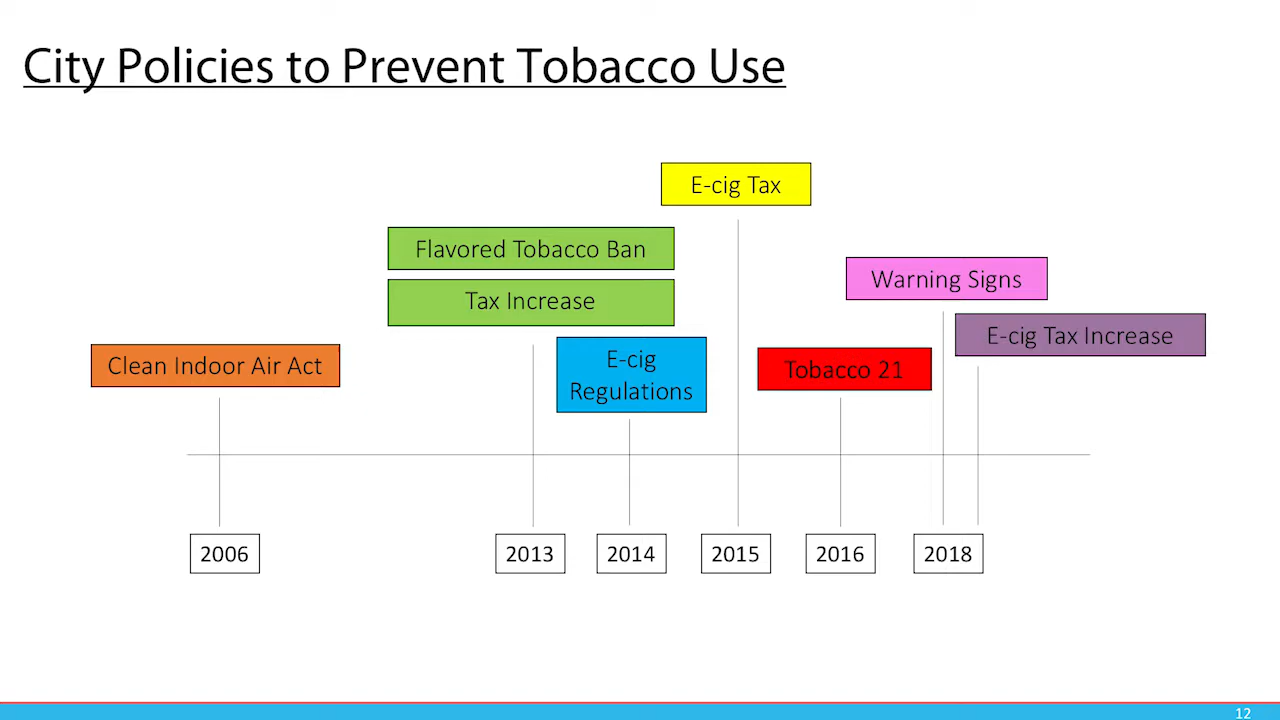 City Policies to Prevent Tobacco Use
E-cig Tax
Flavored Tobacco Ban
Tax Increase
Warning Signs
E-cig Tax Increase
Clean Indoor Air Act
E-cig
Regulations
Tobacco 21
2006
2013
2014
2015
2016
2018
12